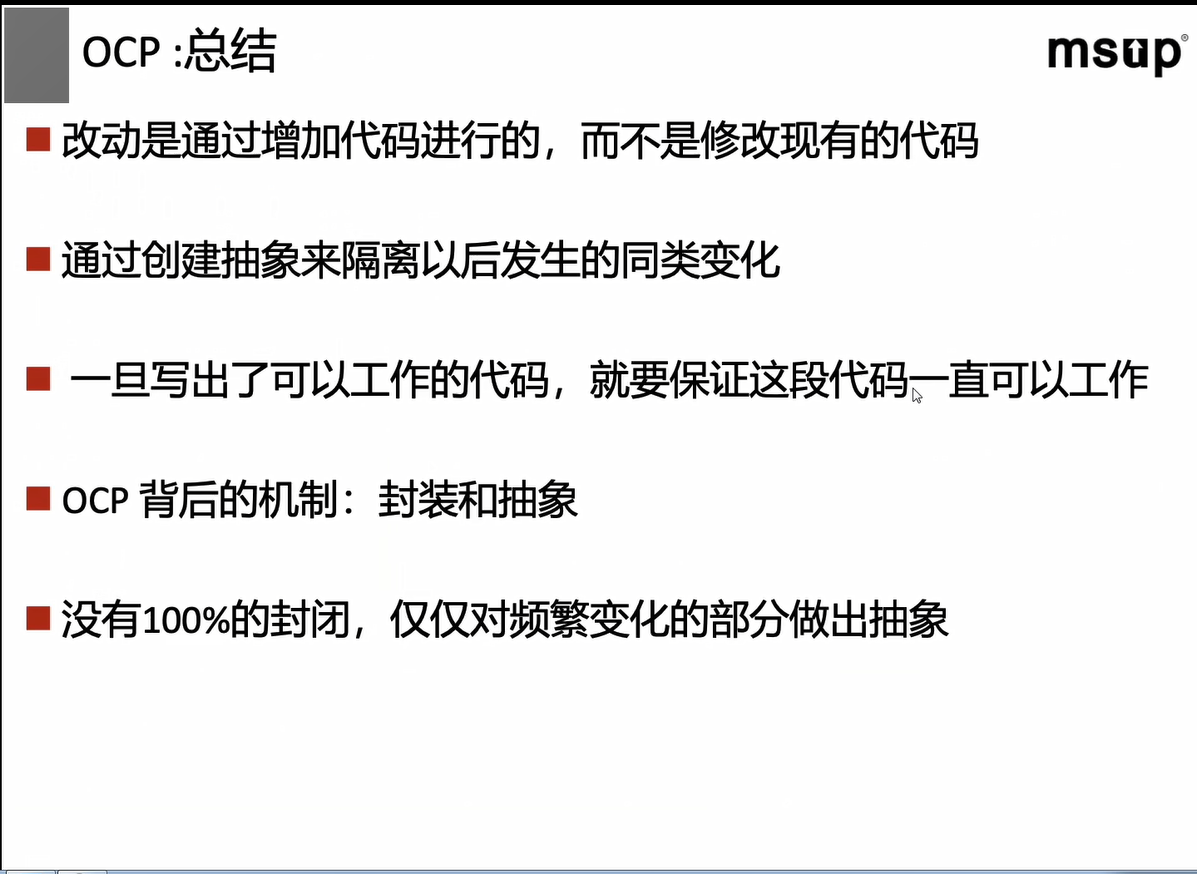 OCP :总结
msup®
改动是通过增加代码进行的，而不是修改现有的代码
通过创建抽象来隔离以后发生的同类变化
一旦写出了可以工作的代码，就要保证这段代码一直可以工作
OCP 背后的机制：封装和抽象
没有100%的封闭，仅仅对频繁变化的部分做出抽象